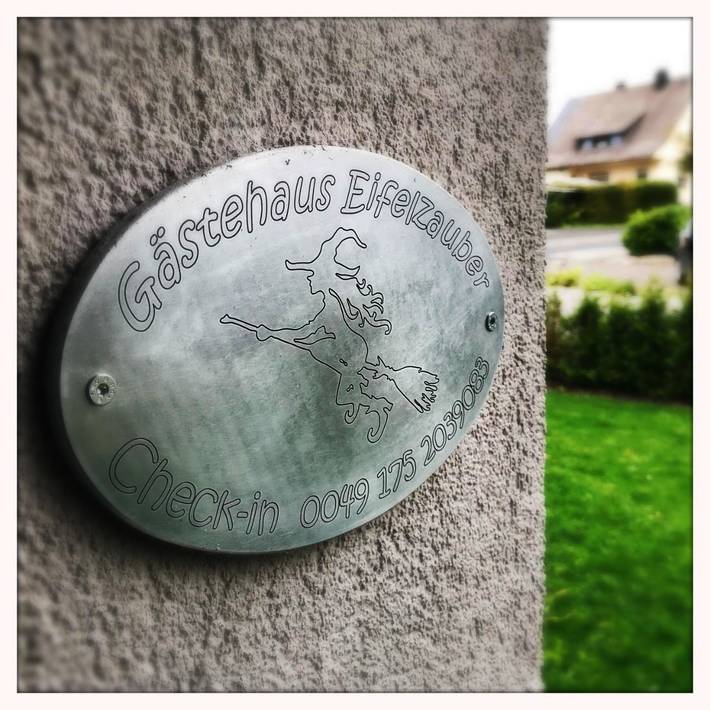 Gästehaus Eifelzauber
Check-in 0049 175 2039083